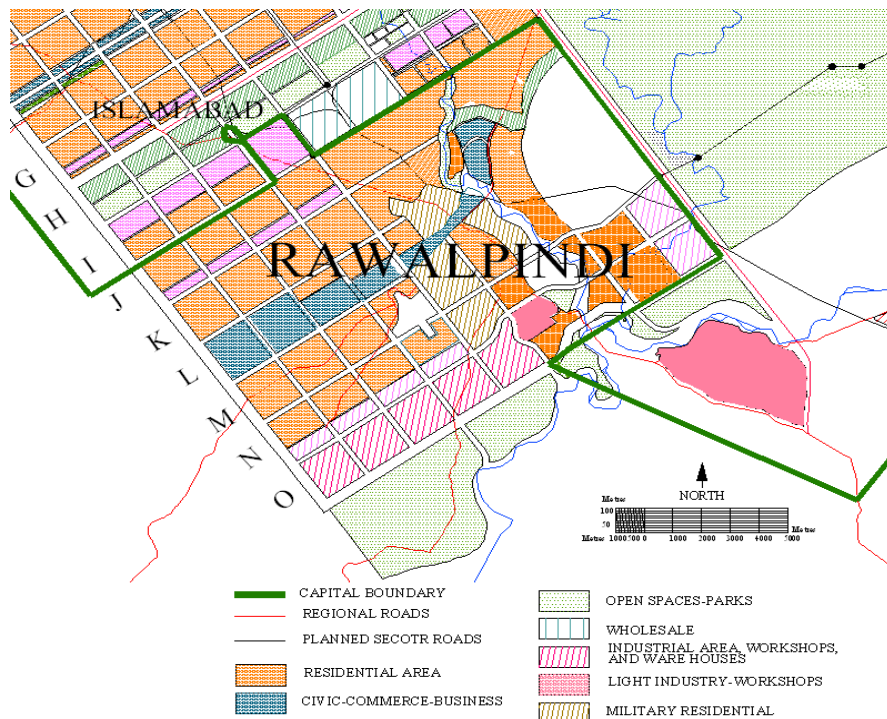 ISLAMABAD
G
H
I
J
K
L
M
N
O
RAWALPINDI
NORTH
Metres
100
50
Metres 1000 500 0 1000 2000 3000 4000 5000 Metres
CAPITAL BOUNDARY
REGIONAL ROADS
PLANNED SECOTR ROADS
RESIDENTIAL AREA
CIVIC-COMMERCE-BUSINESS
OPEN SPACES-PARKS
WHOLESALE
INDUSTRIAL AREA, WORKSHOPS,
AND WARE HOUSES
LIGHT INDUSTRY-WORKSHOPS
MILITARY RESIDENTIAL